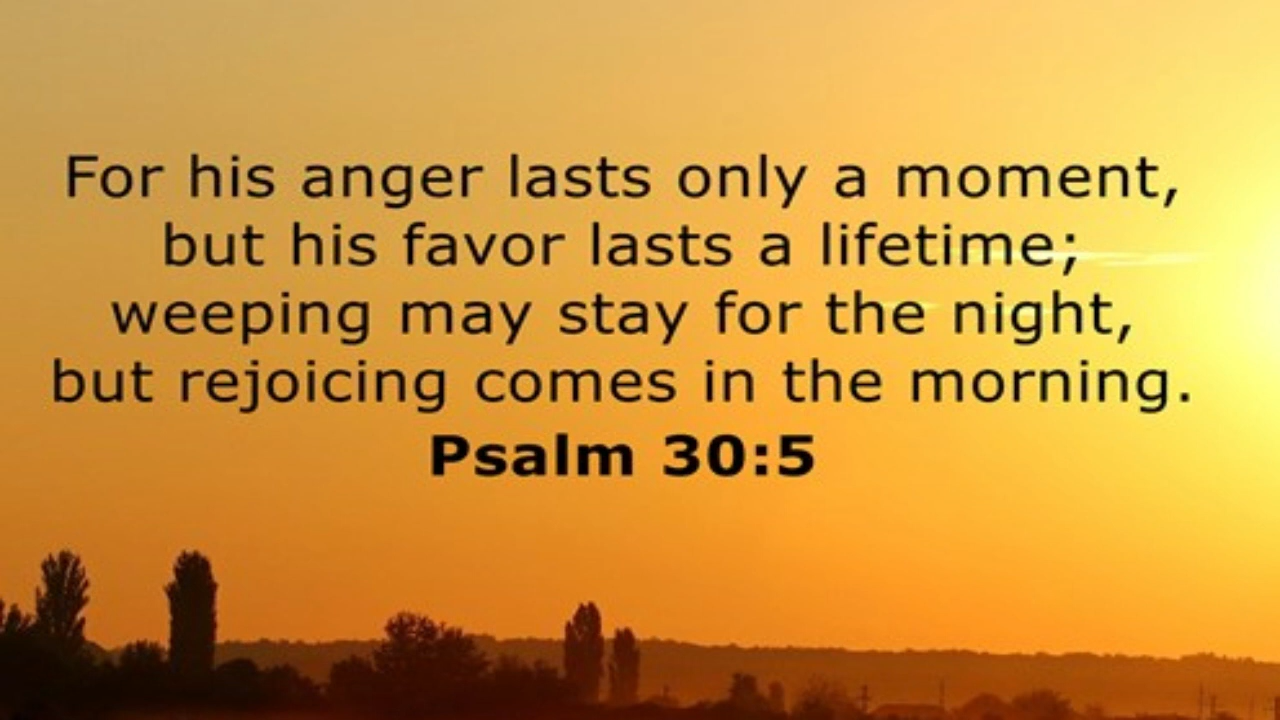 For his anger lasts only a moment,
but his favor lasts a lifetime;
weeping may stay for the night,
but rejoicing comes in the morning.
Psalm 30:5